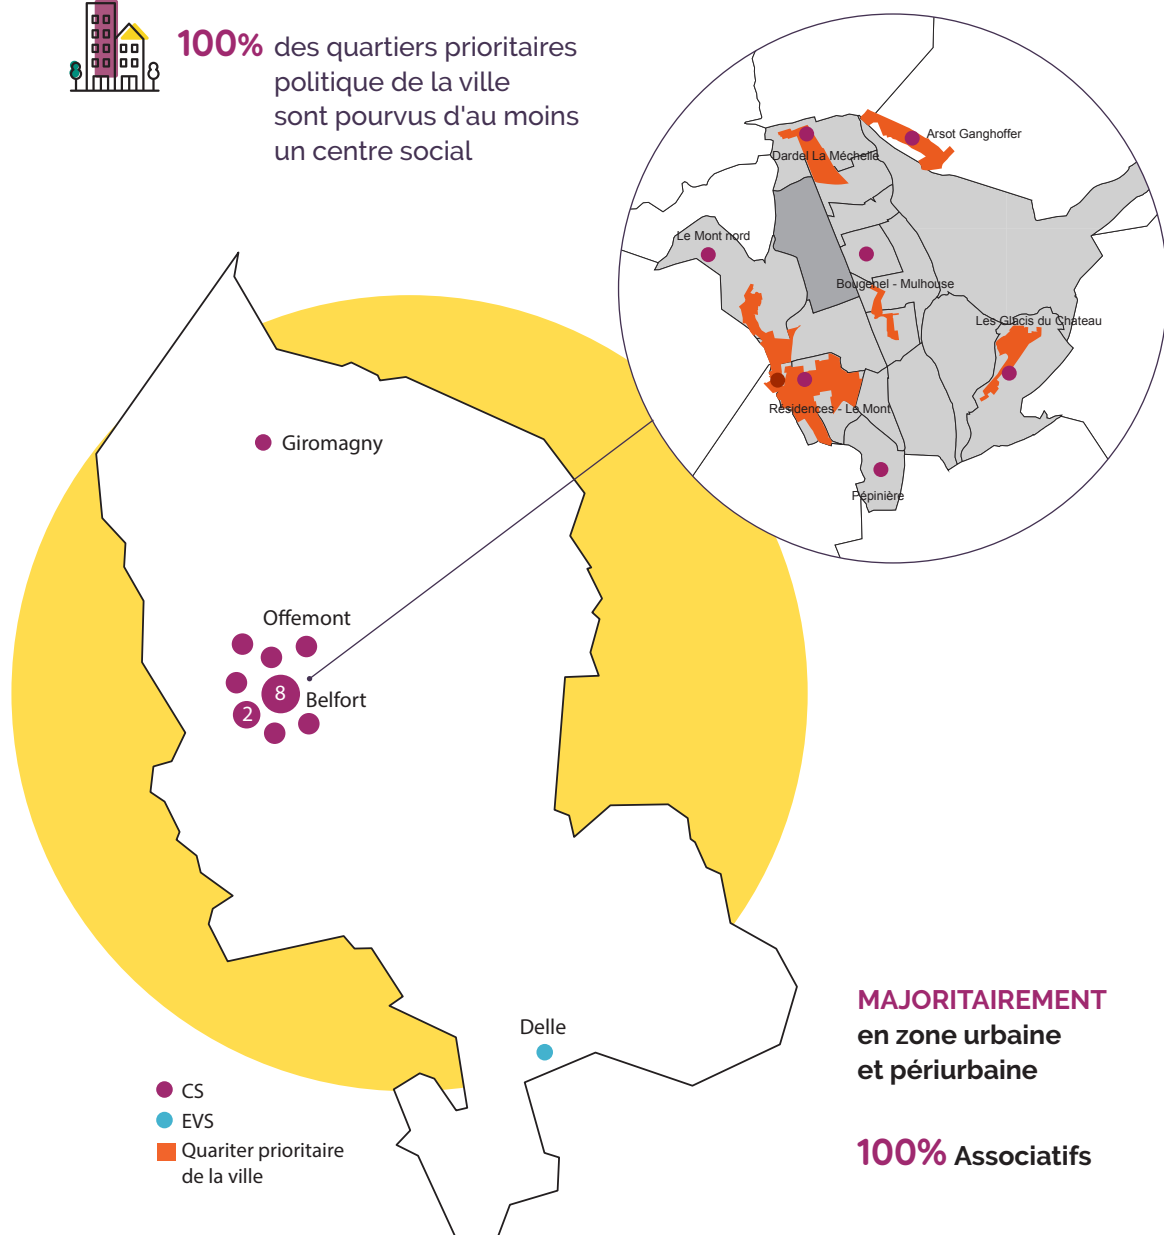 100% des quartiers prioritaires
politique de la ville
sont pourvus d'au moins
un centre social
Arsot Ganghoffer
Dardel La Méchelle
Le Mont nord
Bougenel - Mulhouse
Les Glacis du Chateau
Résidences - Le Mont
Pépinière
Giromagny
Offemont
8
Belfort
2
Delle
CS
EVS
Quariter prioritaire
de la ville
MAJORITAIREMENT
en zone urbaine
et périurbaine
100% Associatifs